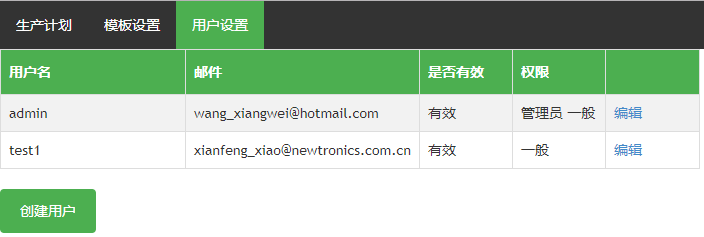 生产计划 模板设置 用户设置
用户名 邮件 是否有效 权限
admin wang_xiangwei@hotmail.com 有效 管理员 一般 编辑
test1 xianfeng_xiao@newtronics.com.cn 有效 一般 编辑
创建用户